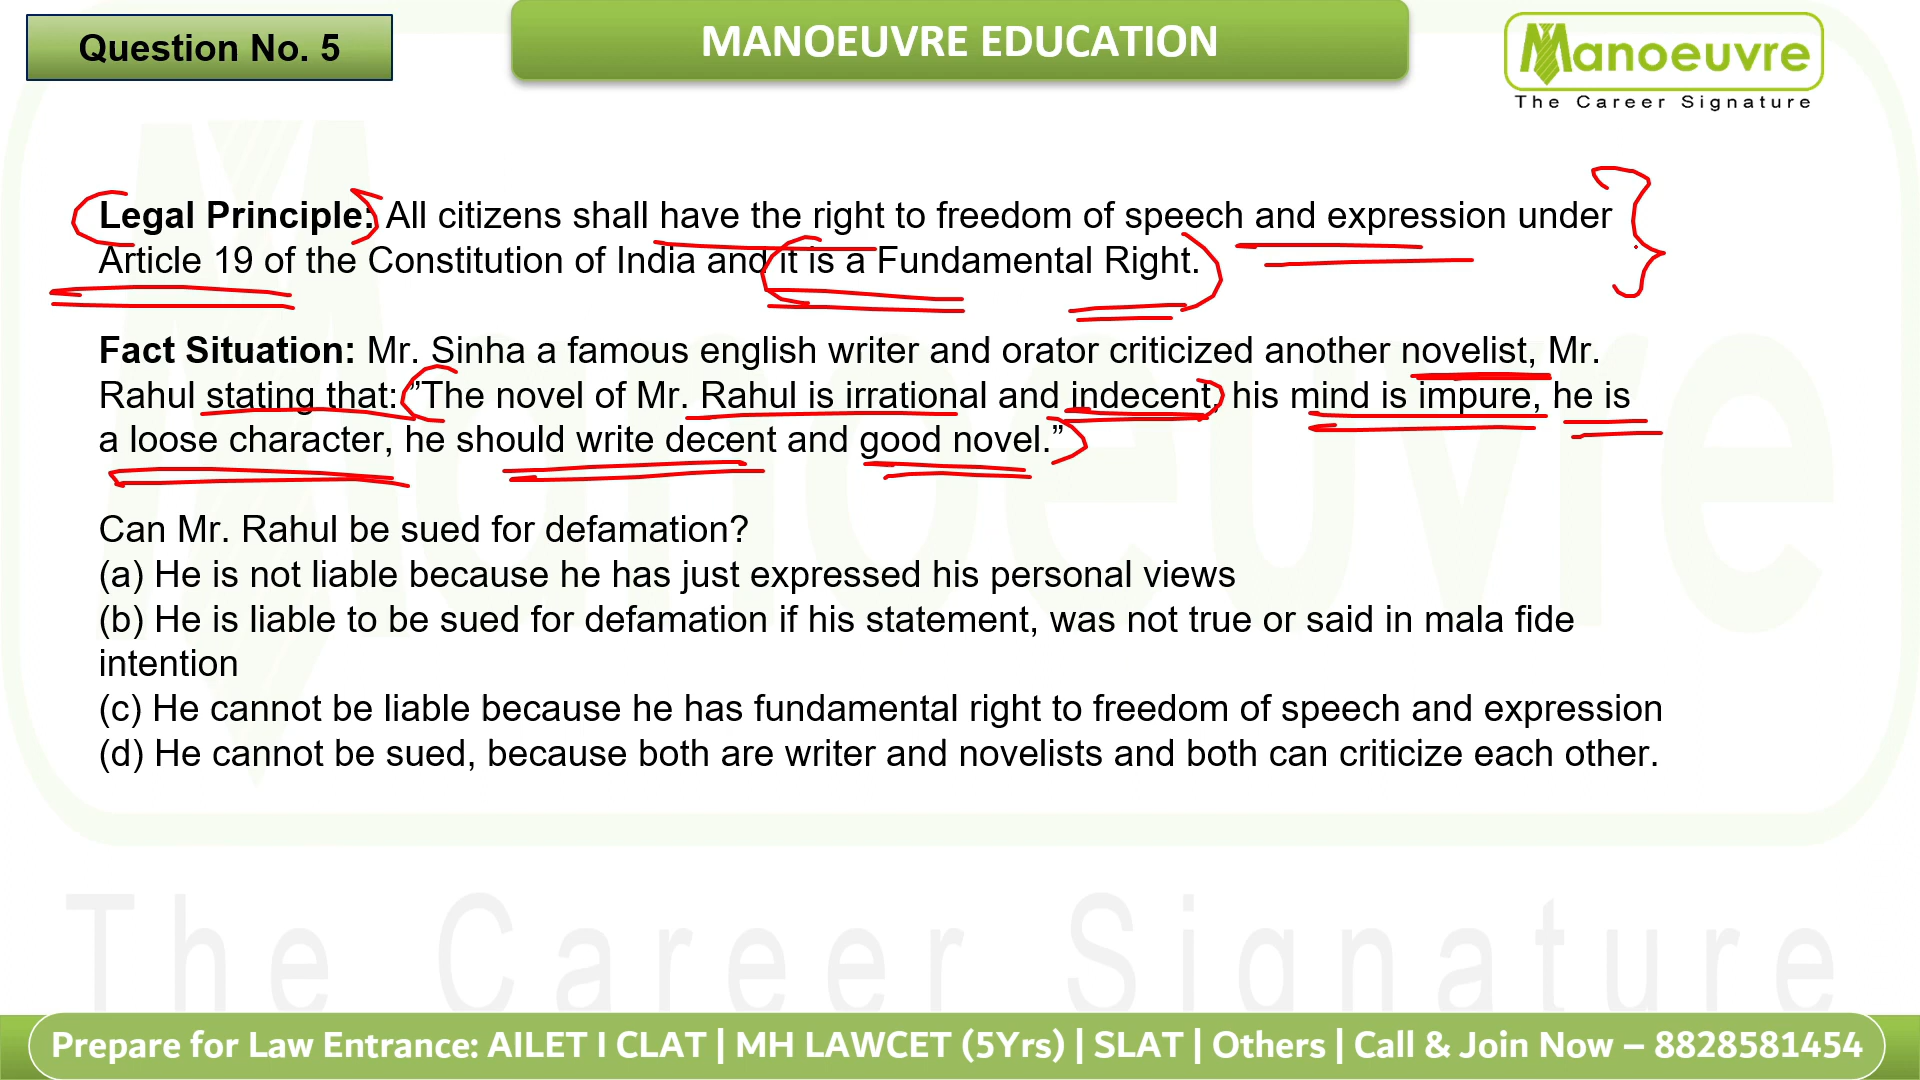 Question No. 5
MANOEUVRE EDUCATION
Manoeuvre
The Career Signature
Legal Principle: All citizens shall have the right to freedom of speech and expression under
Article 19 of the Constitution of India and it is a Fundamental Right.
Fact Situation: Mr. Sinha a famous english writer and orator criticized another novelist, Mr.
Rahul stating that: ”The novel of Mr. Rahul is irrational and indecent, his mind is impure, he is
a loose character, he should write decent and good novel.”
Can Mr. Rahul be sued for defamation?
(a) He is not liable because he has just expressed his personal views
(b) He is liable to be sued for defamation if his statement, was not true or said in mala fide
intention
(c) He cannot be liable because he has fundamental right to freedom of speech and expression
(d) He cannot be sued, because both are writer and novelists and both can criticize each other.
Manoeuvre
The Career Signature
Prepare for Law Entrance: AILET I CLAT | MH LAWCET (5Yrs) | SLAT | Others | Call & Join Now – 8828581454